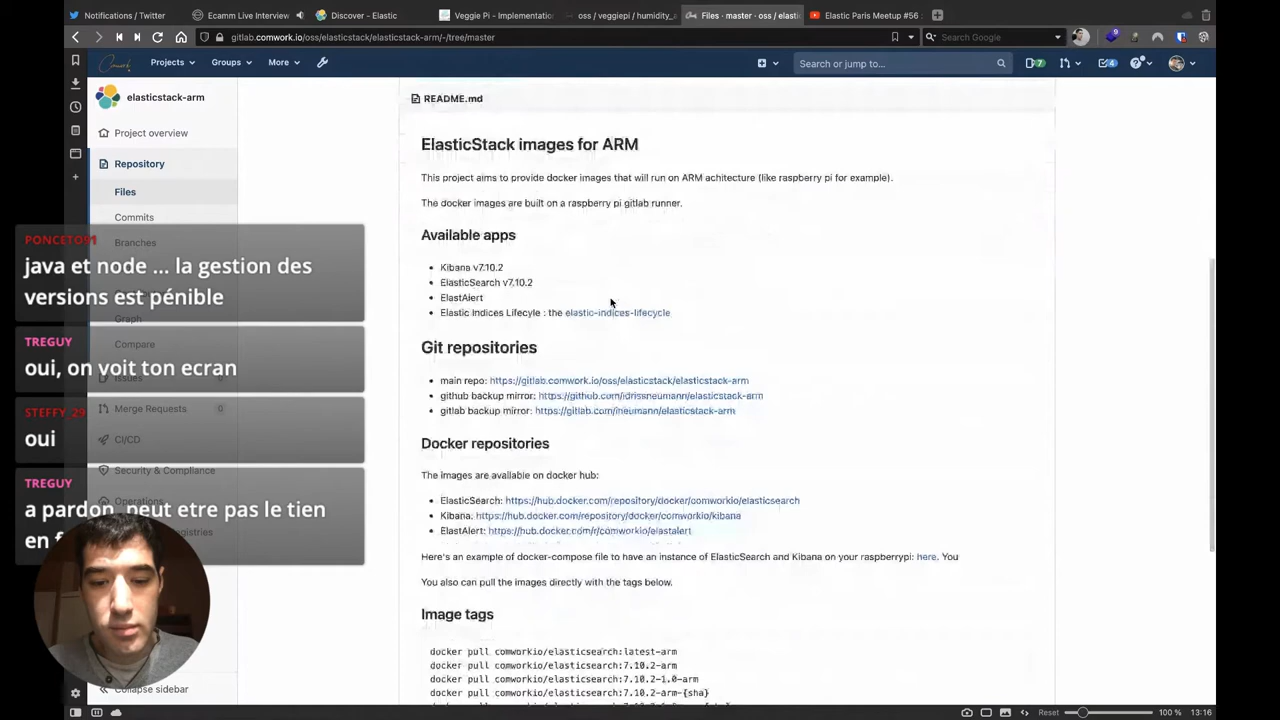 Notifications / Twitter
Ecamm Live Interview
Discover - Elastic
Veggie Pi - Implementation
oss / veggiepi / humidity_
Files · master · oss / elast
Elastic Paris Meetup #56 :
gitlab.comwork.io/oss/elasticstack/elasticstack-arm/-/tree/master
Search Google
Projects
Groups
More
Search or jump to...
7
4
elasticstack-arm
Project overview
Repository
Files
Commits
Branches
Graph
Compare
Issues
Merge Requests
0
CI/CD
Security & Compliance
Operations
Collapse sidebar
PONCETO91
java et node ... la gestion des
versions est pénible
TREGUY
oui, on voit ton ecran
STEFFY_29
oui
TREGUY
a pardon, peut etre pas le tien
README.md
ElasticStack images for ARM
This project aims to provide docker images that will run on ARM achitecture (like raspberry pi for example).
The docker images are built on a raspberry pi gitlab runner.
Available apps
Kibana v7.10.2
ElasticSearch v7.10.2
ElastAlert
Elastic Indices Lifecyle : the elastic-indices-lifecycle
Git repositories
main repo: https://gitlab.comwork.io/oss/elasticstack/elasticstack-arm
github backup mirror: https://github.com/idrissneumann/elasticstack-arm
gitlab backup mirror: https://gitlab.com/ineumann/elasticstack-arm
Docker repositories
The images are available on docker hub:
ElasticSearch: https://hub.docker.com/repository/docker/comworkio/elasticsearch
Kibana: https://hub.docker.com/repository/docker/comworkio/kibana
ElastAlert: https://hub.docker.com/r/comworkio/elastalert
Here's an example of docker-compose file to have an instance of ElasticSearch and Kibana on your raspberrypi: here. You
You also can pull the images directly with the tags below.
Image tags
docker pull comworkio/elasticsearch:latest-arm
docker pull comworkio/elasticsearch:7.10.2-arm
docker pull comworkio/elasticsearch:7.10.2-1.0-arm
docker pull comworkio/elasticsearch:7.10.2-arm-{sha}
Reset
100 %
13:16